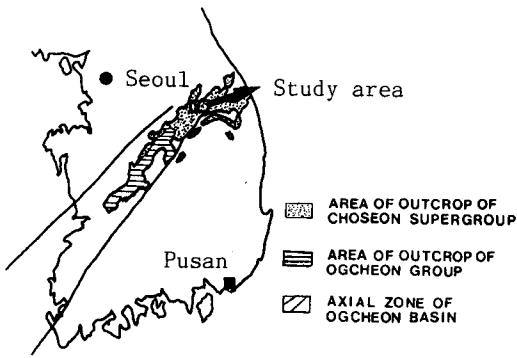 Seoul
Study area
AREA OF OUTCROP OF
CHOSEON SUPERGROUP
AREA OF OUTCROP OF
OGCHEON GROUP
Pusan
AXIAL ZONE OF
OGCHEON BASIN